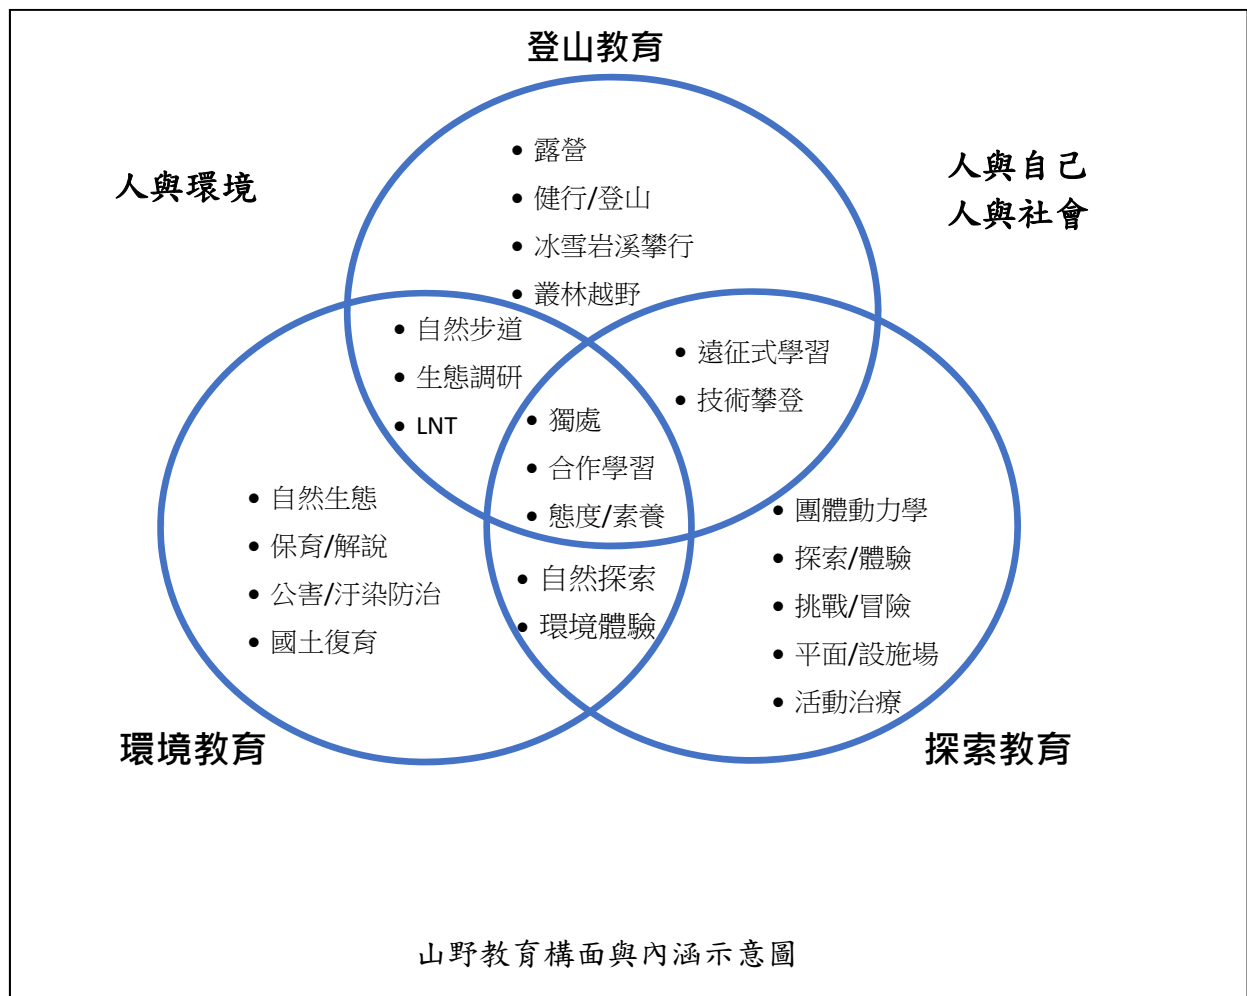 登山教育
人與環境
人與自己
人與社會
• 露營
• 健行/登山
• 冰雪岩溪攀行
• 叢林越野
• 自然步道
• 生態調研
• LNT
• 遠征式學習
• 技術攀登
• 獨處
• 合作學習
• 態度/素養
• 自然生態
• 保育/解說
• 公害/汙染防治
• 國土復育
• 自然探索
• 環境體驗
• 團體動力學
• 探索/體驗
• 挑戰/冒險
• 平面/設施場
• 活動治療
環境教育
探索教育
山野教育構面與內涵示意圖